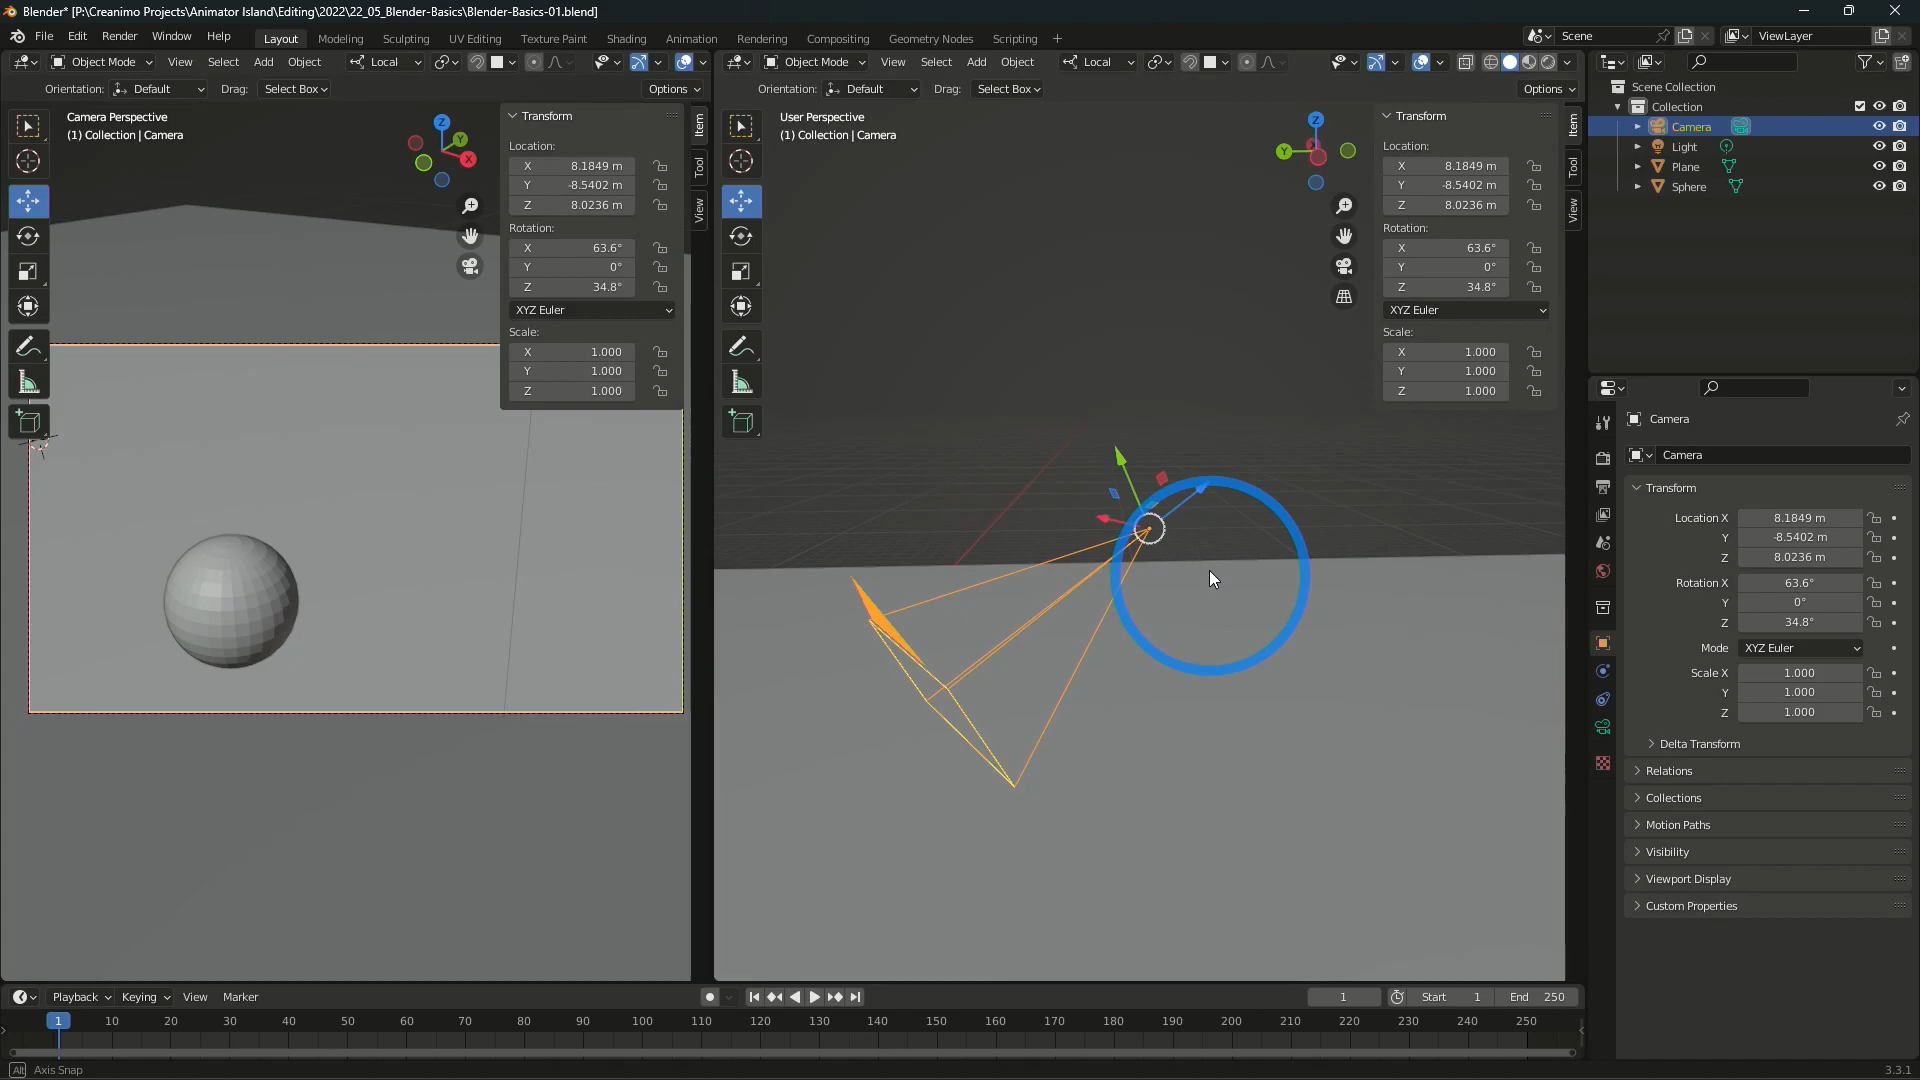 Blender* [P:\Creanimo Projects\Animator Island\Editing\2022\22_05_Blender-Basics\Blender-Basics-01.blend]
File Edit Render Window Help Layout Modeling Sculpting UV Editing Texture Paint Shading Animation Rendering Compositing Geometry Nodes Scripting + Scene ViewLayer
Object Mode View Select Add Object Local
Orientation: Default Drag: Select Box Options
Camera Perspective
(1) Collection | Camera
X
Y
Z
Transform
Location:
X 8.1849 m
Y -8.5402 m
Z 8.0236 m
Rotation:
X 63.6°
Y 0°
Z 34.8°
XYZ Euler
Scale:
X 1.000
Y 1.000
Z 1.000
Item
Tool
View
Object Mode View Select Add Object Local
Orientation: Default Drag: Select Box Options
User Perspective
(1) Collection | Camera
Z
Y
Transform
Location:
X 8.1849 m
Y -8.5402 m
Z 8.0236 m
Rotation:
X 63.6°
Y 0°
Z 34.8°
XYZ Euler
Scale:
X 1.000
Y 1.000
Z 1.000
Item
Tool
View
Scene Collection
Collection
Camera
Light
Plane
Sphere
Camera
Camera
Transform
Location X 8.1849 m
Y -8.5402 m
Z 8.0236 m
Rotation X 63.6°
Y 0°
Z 34.8°
Mode XYZ Euler
Scale X 1.000
Y 1.000
Z 1.000
Delta Transform
Relations
Collections
Motion Paths
Visibility
Viewport Display
Custom Properties
Playback Keying View Marker 1 Start 1 End 250
1 10 20 30 40 50 60 70 80 90 100 110 120 130 140 150 160 170 180 190 200 210 220 230 240 250
Alt Axis Snap 3.3.1